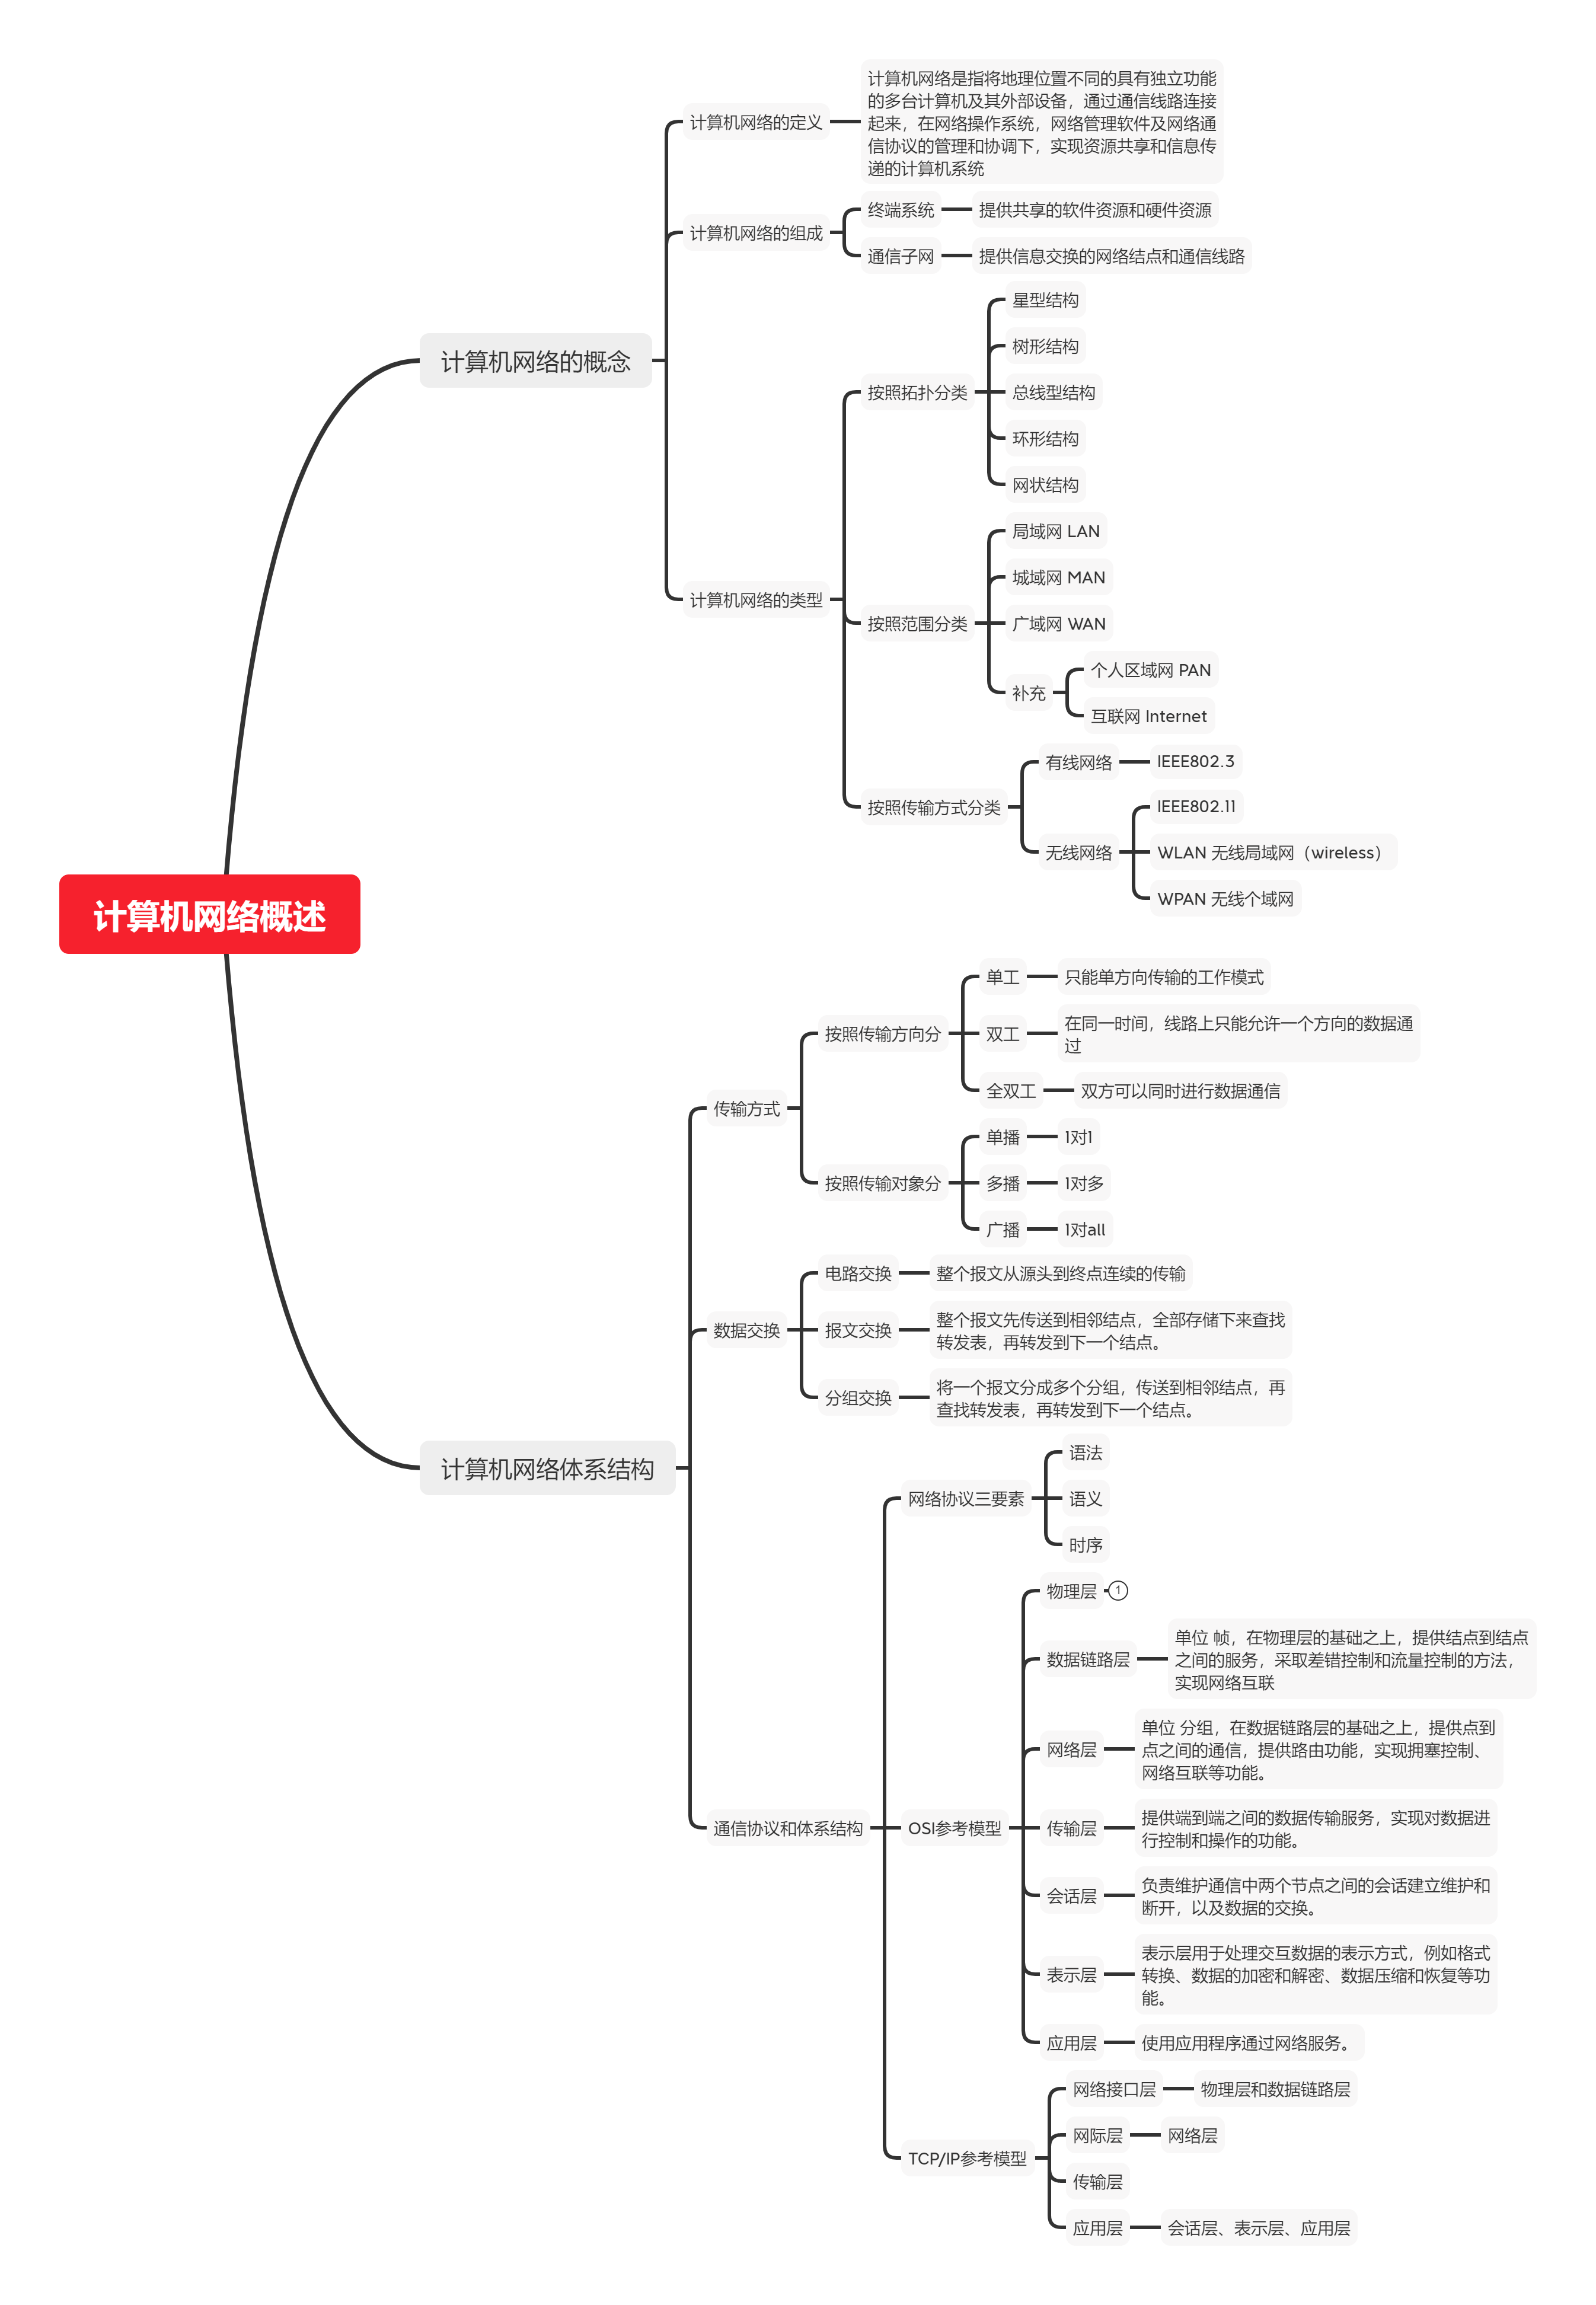 计算机网络概述
计算机网络的概念
计算机网络的定义
计算机网络是指将地理位置不同的具有独立功能
的多台计算机及其外部设备，通过通信线路连接
起来，在网络操作系统，网络管理软件及网络通
信协议的管理和协调下，实现资源共享和信息传
递的计算机系统
计算机网络的组成
终端系统
提供共享的软件资源和硬件资源
通信子网
提供信息交换的网络结点和通信线路
计算机网络的类型
按照拓扑分类
星型结构
树形结构
总线型结构
环形结构
网状结构
按照范围分类
局域网 LAN
城域网 MAN
广域网 WAN
补充
个人区域网 PAN
互联网 Internet
按照传输方式分类
有线网络
IEEE802.3
无线网络
IEEE802.11
WLAN 无线局域网（wireless）
WPAN 无线个域网
计算机网络体系结构
传输方式
按照传输方向分
单工
只能单方向传输的工作模式
双工
在同一时间，线路上只能允许一个方向的数据通
过
全双工
双方可以同时进行数据通信
按照传输对象分
单播
1对1
多播
1对多
广播
1对all
数据交换
电路交换
整个报文从源头到终点连续的传输
报文交换
整个报文先传送到相邻结点，全部存储下来查找
转发表，再转发到下一个结点。
分组交换
将一个报文分成多个分组，传送到相邻结点，再
查找转发表，再转发到下一个结点。
通信协议和体系结构
网络协议三要素
语法
语义
时序
OSI参考模型
物理层
1
数据链路层
单位 帧，在物理层的基础之上，提供结点到结点
之间的服务，采取差错控制和流量控制的方法，
实现网络互联
网络层
单位 分组，在数据链路层的基础之上，提供点到
点之间的通信，提供路由功能，实现拥塞控制、
网络互联等功能。
传输层
提供端到端之间的数据传输服务，实现对数据进
行控制和操作的功能。
会话层
负责维护通信中两个节点之间的会话建立维护和
断开，以及数据的交换。
表示层
表示层用于处理交互数据的表示方式，例如格式
转换、数据的加密和解密、数据压缩和恢复等功
能。
应用层
使用应用程序通过网络服务。
TCP/IP参考模型
网络接口层
物理层和数据链路层
网际层
网络层
传输层
应用层
会话层、表示层、应用层